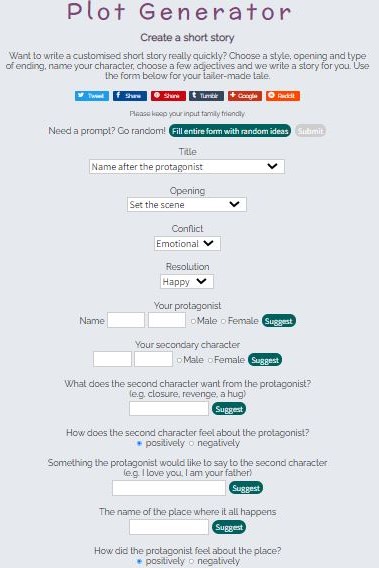 Plot Generator
Create a short story
Want to write a customised short story really quickly? Choose a style, opening and type
of ending, name your character, choose a few adjectives and we write a story for you. Use
the form below for your tailer-made tale.
Tweet Share Share Tumblr Google Reddit
Please keep your input family friendly.
Need a prompt? Go random! Fill entire form with random ideas Submit
Title
Name after the protagonist
Opening
Set the scene
Conflict
Emotional
Resolution
Happy
Your protagonist
Name Male Female Suggest
Your secondary character
Male Female Suggest
What does the second character want from the protagonist?
(e.g. closure, revenge, a hug)
Suggest
How does the second character feel about the protagonist?
positively negatively
Something the protagonist would like to say to the second character
(e.g. I love you, I am your father)
Suggest
The name of the place where it all happens
Suggest
How did the protagonist feel about the place?
positively negatively